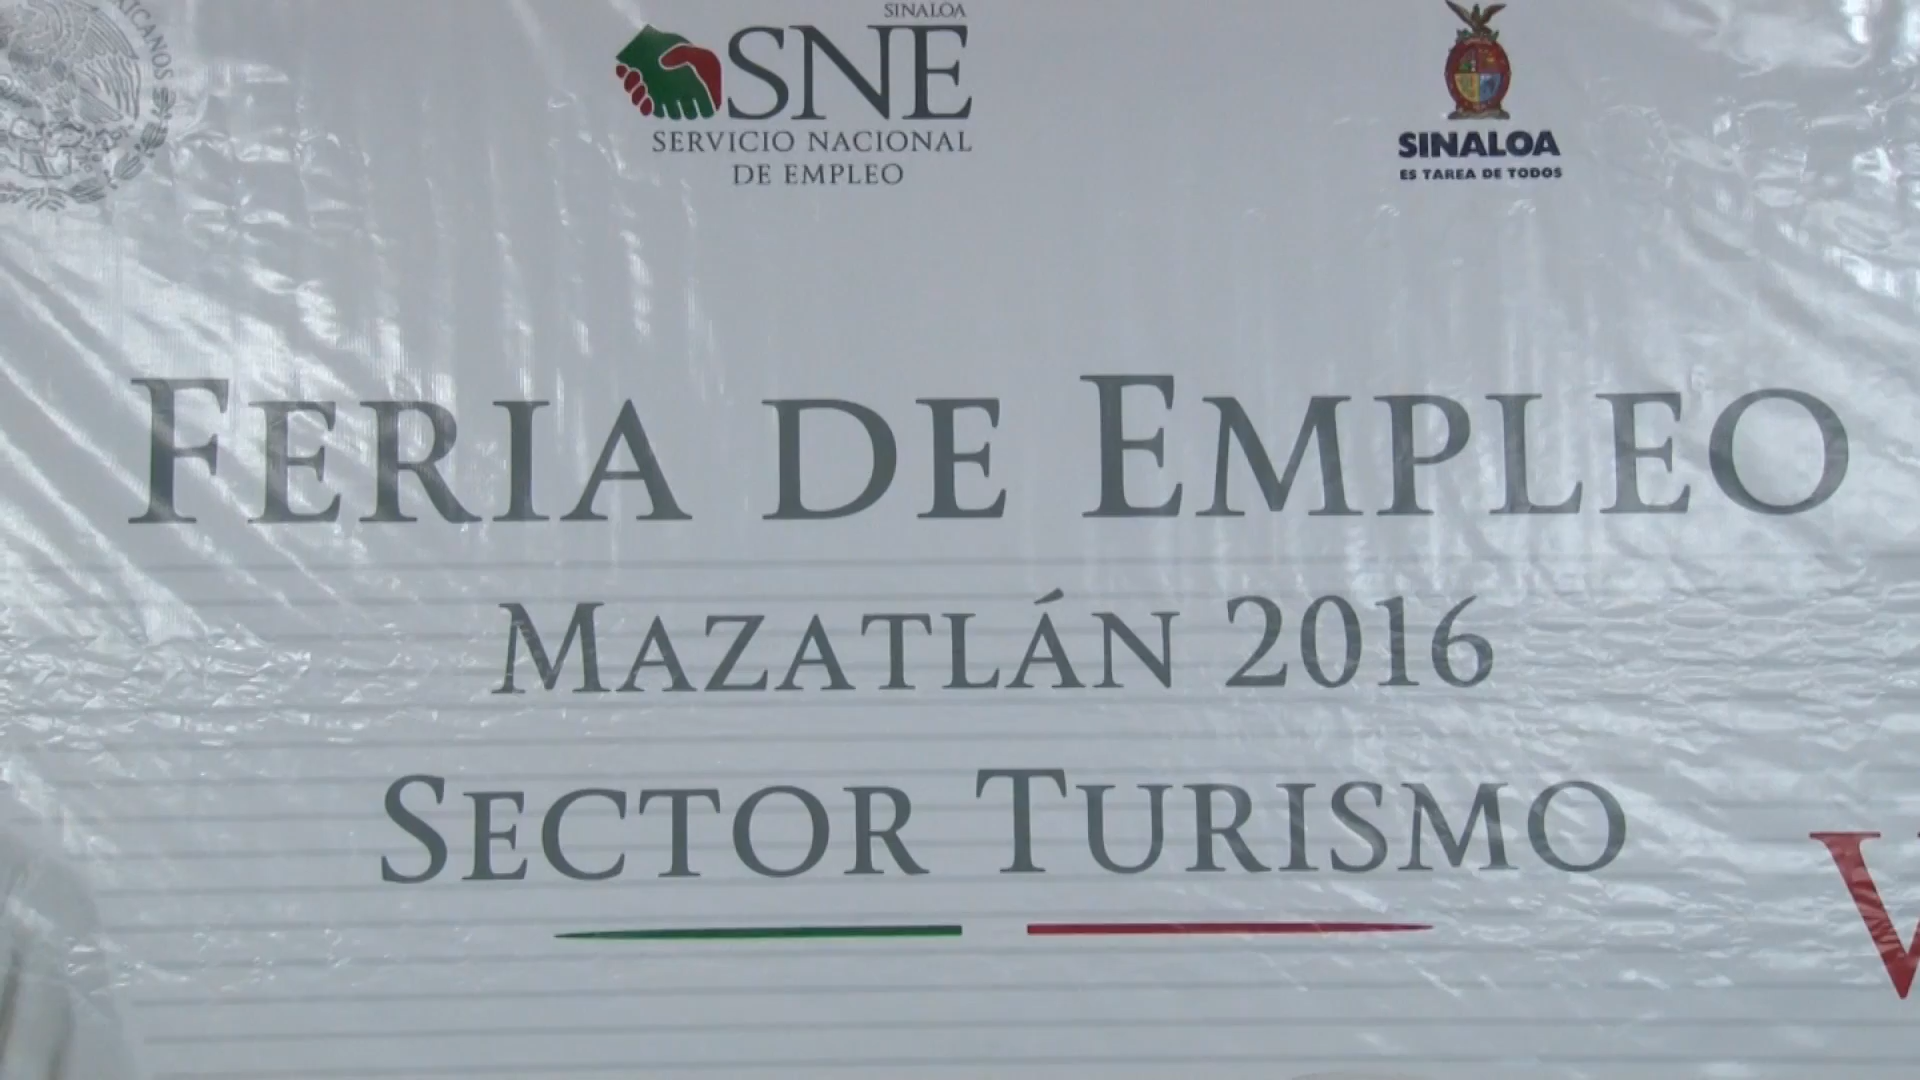 SINALOA
SNE
SERVICIO NACIONAL
DE EMPLEO
SINALOA
ES TAREA DE TODOS
FERIA DE EMPLEO
MAZATLÁN 2016
SECTOR TURISMO